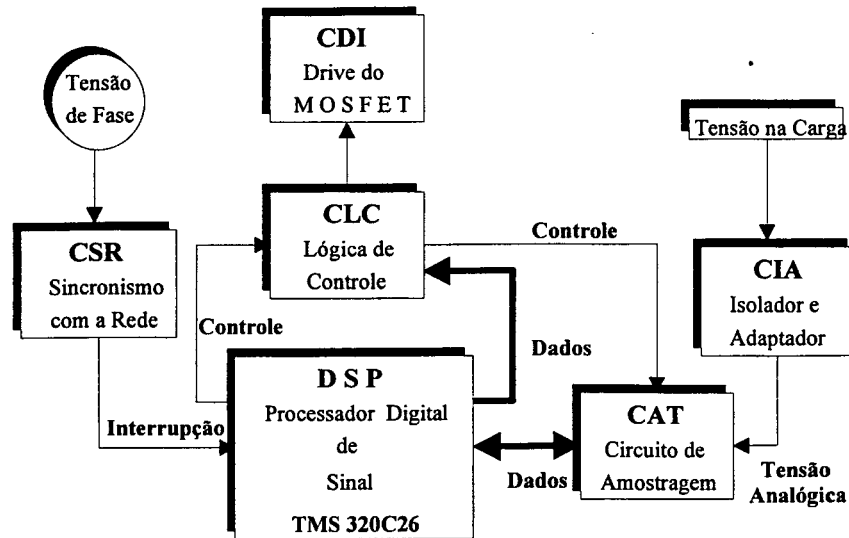 CDI
Drive do
MOSFET
Tensão
de Fase
Tensão na Carga
CLC
Lógica de
Controle
Controle
CSR
Sincronismo
com a Rede
CIA
Isolador e
Adaptador
Controle
Dados
DSP
Processador Digital
de
Sinal
TMS 320C26
Interrupção
Dados
CAT
Circuito de
Amostragem
Tensão
Analógica